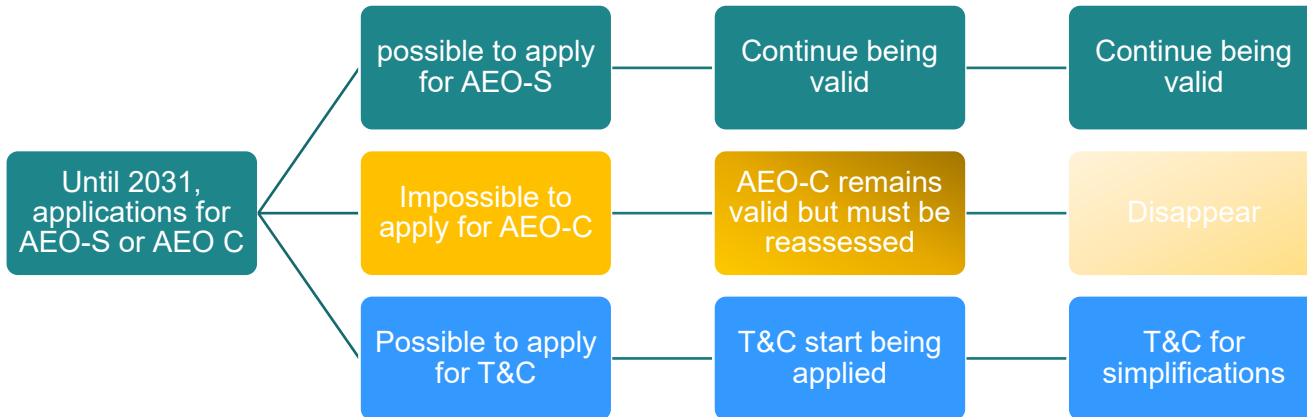 possible to apply
for AEO-S
Continue being
valid
Continue being
valid
Until 2031,
applications for
AEO-S or AEO C
Impossible to
apply for AEO-C
AEO-C remains
valid but must be
reassessed
Disappear
Possible to apply
for T&C
T&C start being
applied
T&C for
simplifications